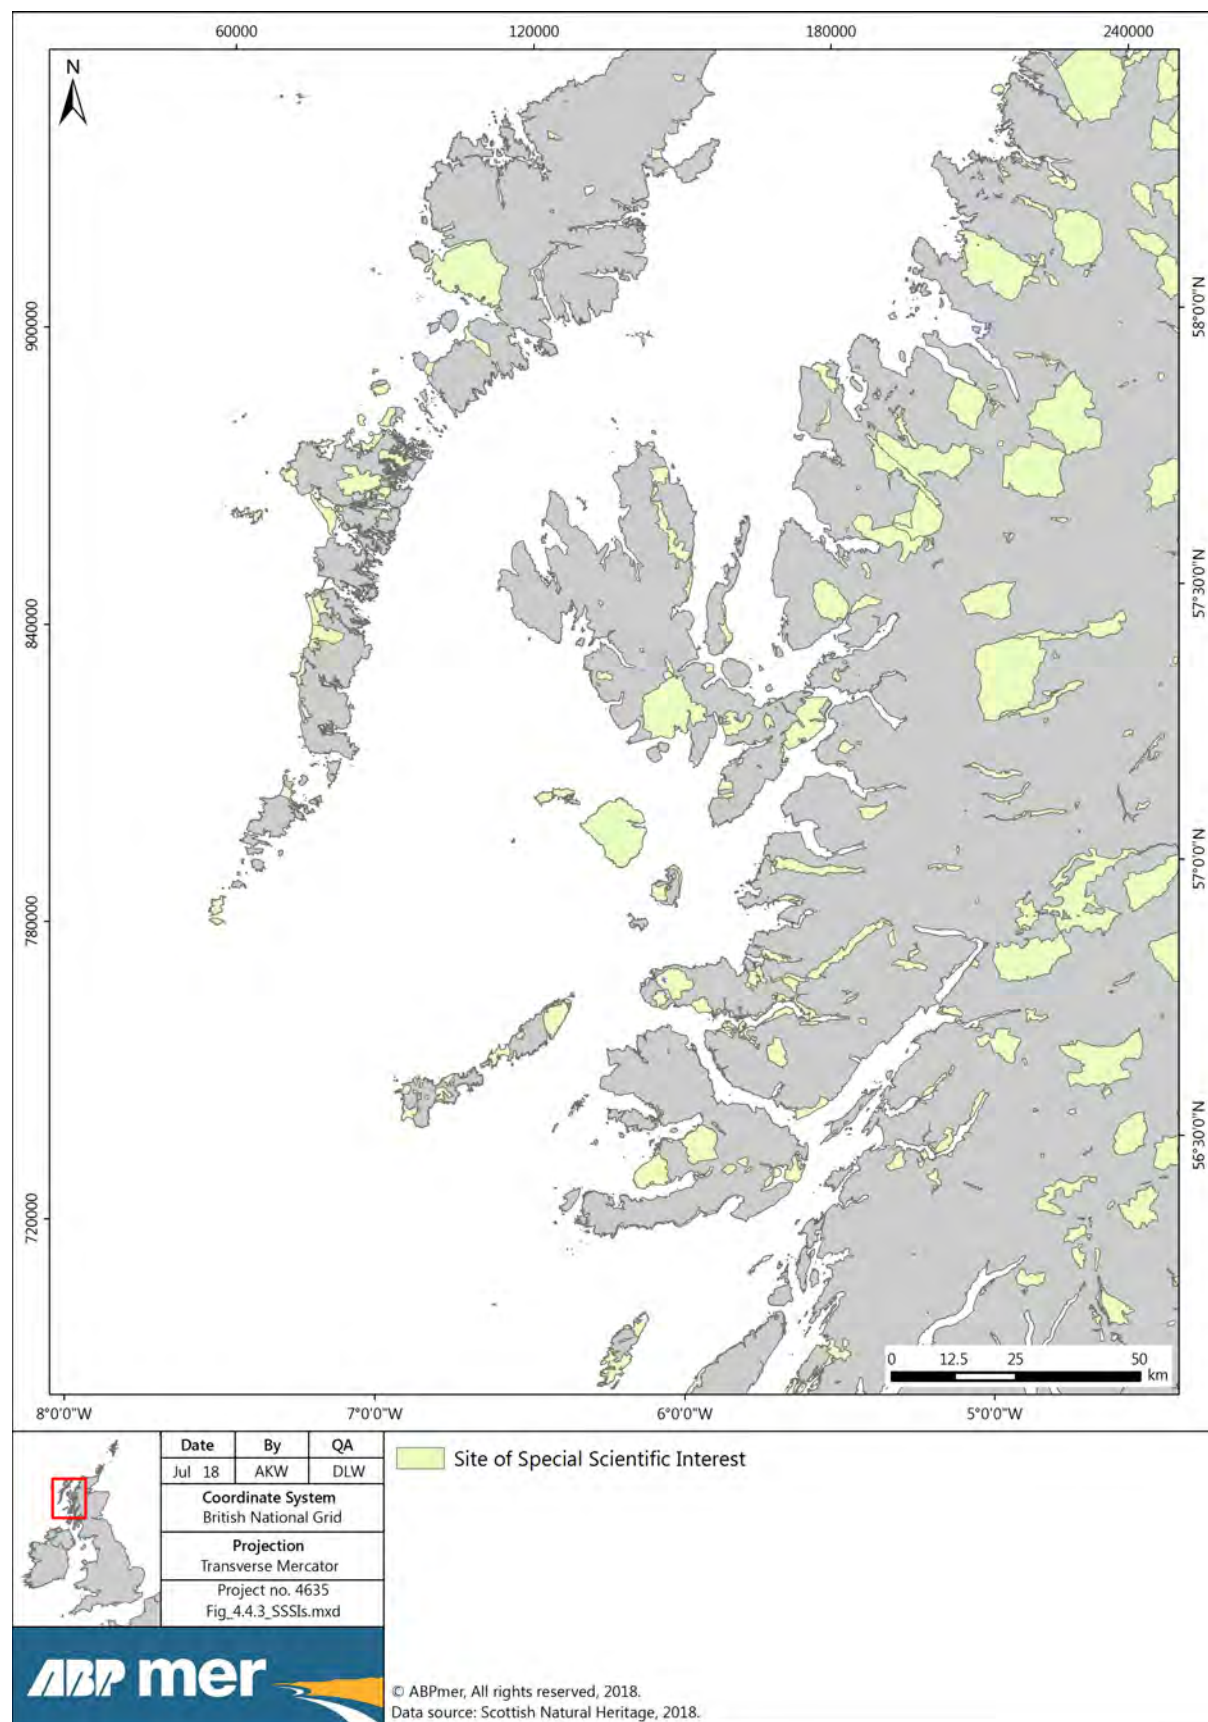 60000 120000 180000 240000
N
900000
840000
780000
720000
58°0'0"N
57°30'0"N
57°0'0"N
56°30'0"N
0 12.5 25 50
km
8°0'0"W 7°0'0"W 6°0'0"W 5°0'0"W
Date By QA
Jul 18 AKW DLW
Coordinate System
British National Grid
Projection
Transverse Mercator
Project no. 4635
Fig_4.4.3_SSSIs.mxd
Site of Special Scientific Interest
ABPmer
© ABPmer, All rights reserved, 2018.
Data source: Scottish Natural Heritage, 2018.